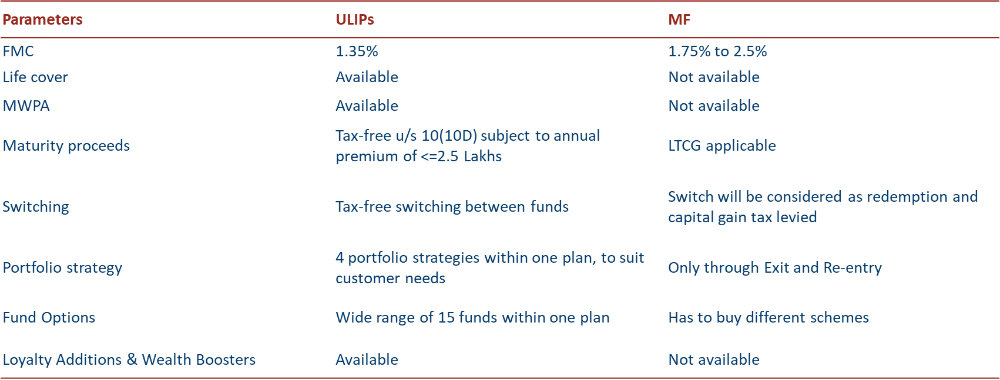 Parameters ULIPs MF
FMC 1.35% 1.75% to 2.5%
Life cover Available Not available
MWPA Available Not available
Maturity proceeds
Tax-free u/s 10(10D) subject to annual
premium of <=2.5 Lakhs
LTCG applicable
Switching
Tax-free switching between funds
Switch will be considered as redemption and
capital gain tax levied
Portfolio strategy
4 portfolio strategies within one plan, to suit
customer needs
Only through Exit and Re-entry
Fund Options Wide range of 15 funds within one plan Has to buy different schemes
Loyalty Additions & Wealth Boosters Available Not available